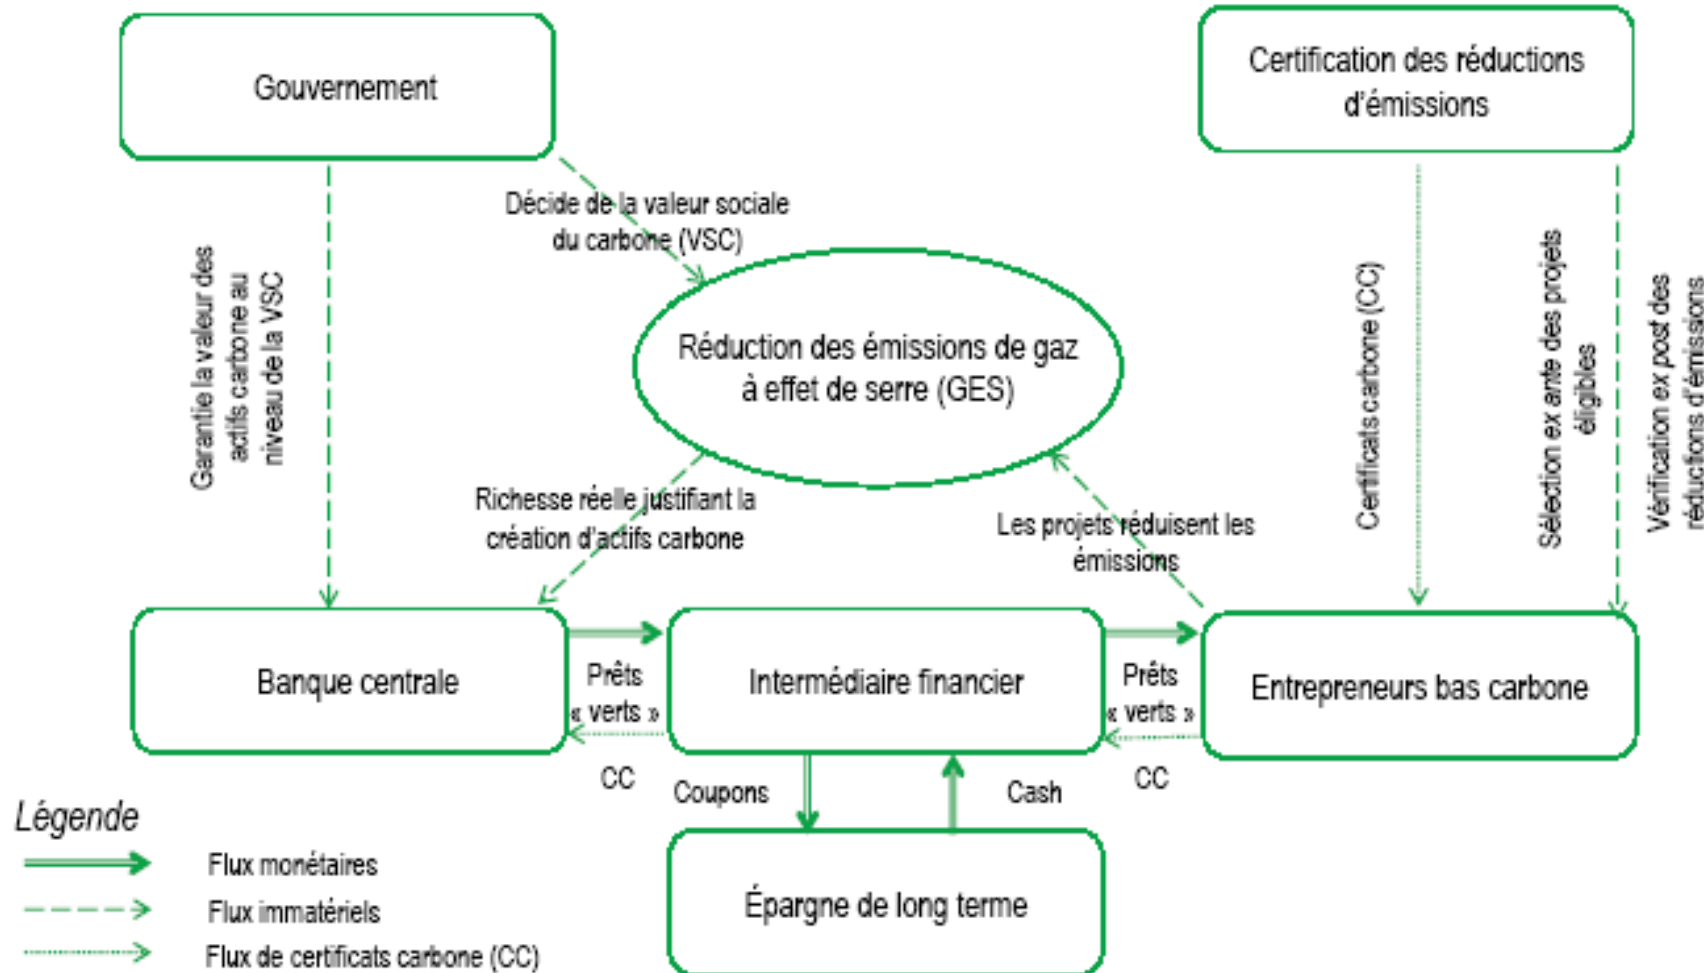 Gouvernement
Certification des réductions
d'émissions
Décide de la valeur sociale
du carbone (VSC)
Garantie la valeur des
actifs carbone au
niveau de la VSC
Réduction des émissions de gaz
à effet de serre (GES)
Certificats carbone (CC)
Sélection ex ante des projets
éligibles
Vérification ex post des
réductions d'émissions
Richesse réelle justifiant la
création d'actifs carbone
Les projets réduisent les
émissions
Banque centrale
Prêts
« verts »
CC
Intermédiaire financier
Prêts
« verts »
CC
Entrepreneurs bas carbone
Coupons
Cash
Épargne de long terme
Légende
Flux monétaires
Flux immatériels
Flux de certificats carbone (CC)